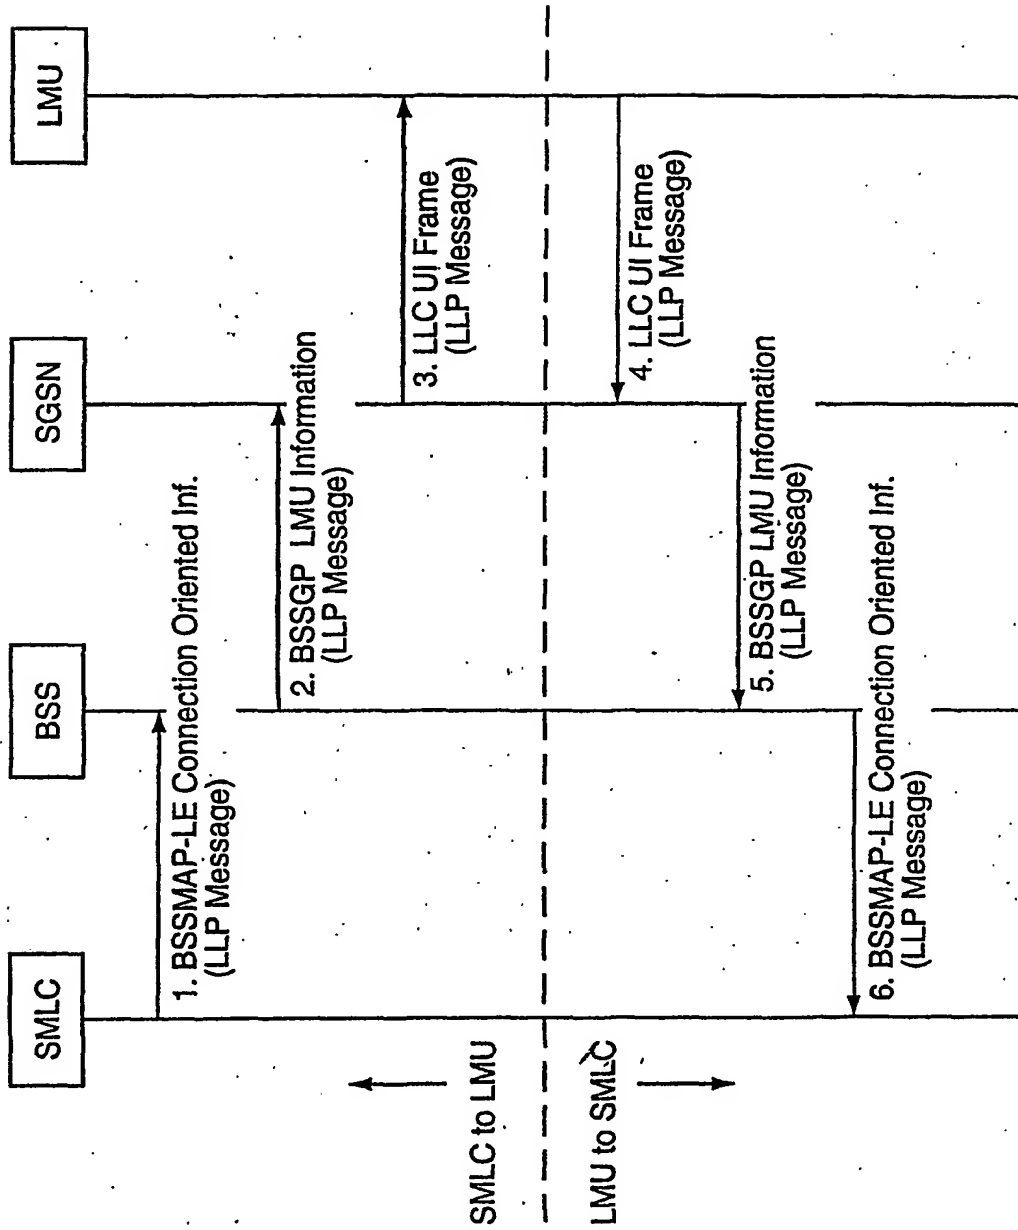 SMLC
BSS
SGSN
LMU
1. BSSMAP-LE Connection Oriented Inf.
(LLP Message)
2. BSSGP LMU Information
(LLP Message)
3. LLC UI Frame
(LLP Message)
SMLC to LMU
LMU to SMLC
4. LLC UI Frame
(LLP Message)
5. BSSGP LMU Information
(LLP Message)
6. BSSMAP-LE Connection Oriented Inf.
(LLP Message)